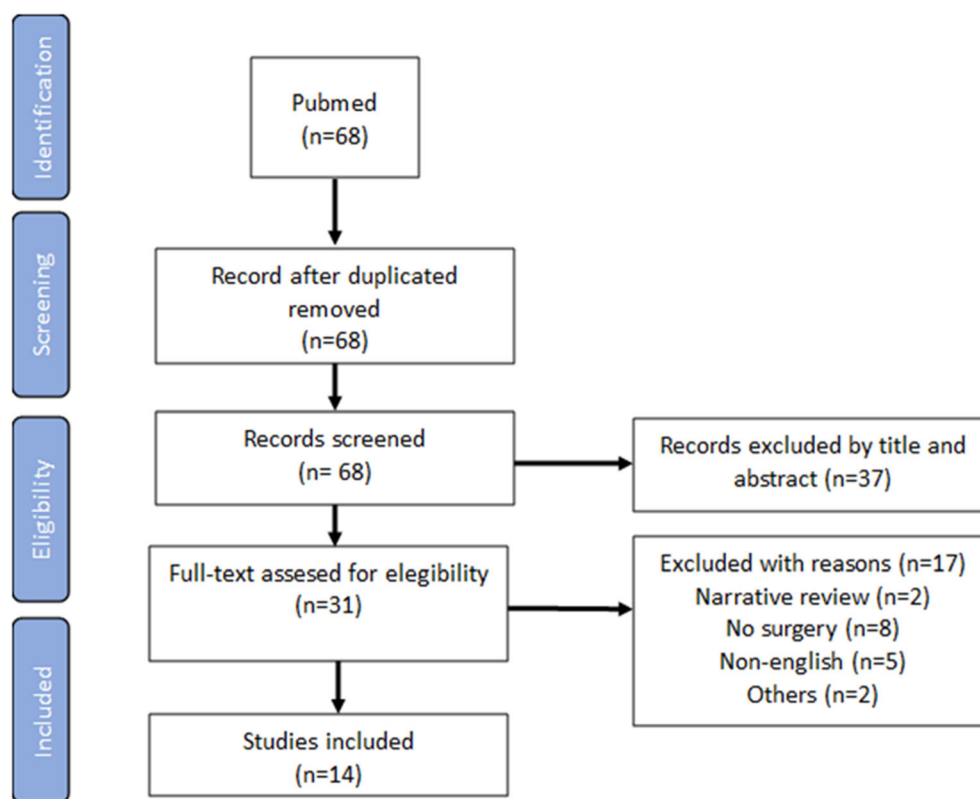 Identification
Pubmed
(n=68)
Screening
Record after duplicated
removed
(n=68)
Eligibility
Records screened
(n= 68)
Records excluded by title and
abstract (n=37)
Full-text assesed for elegibility
(n=31)
Excluded with reasons (n=17)
Narrative review (n=2)
No surgery (n=8)
Non-english (n=5)
Others (n=2)
Included
Studies included
(n=14)